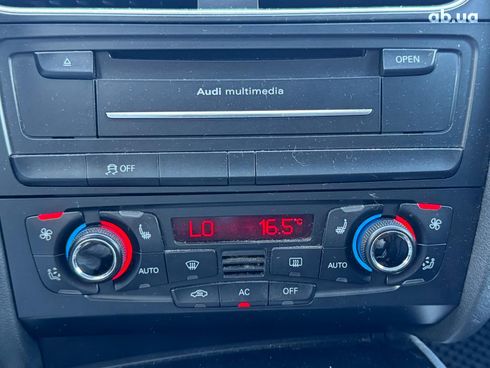 ab.ua
OPEN
Audi multimedia
OFF
LO 16.5°C
AUTO AUTO
AC OFF